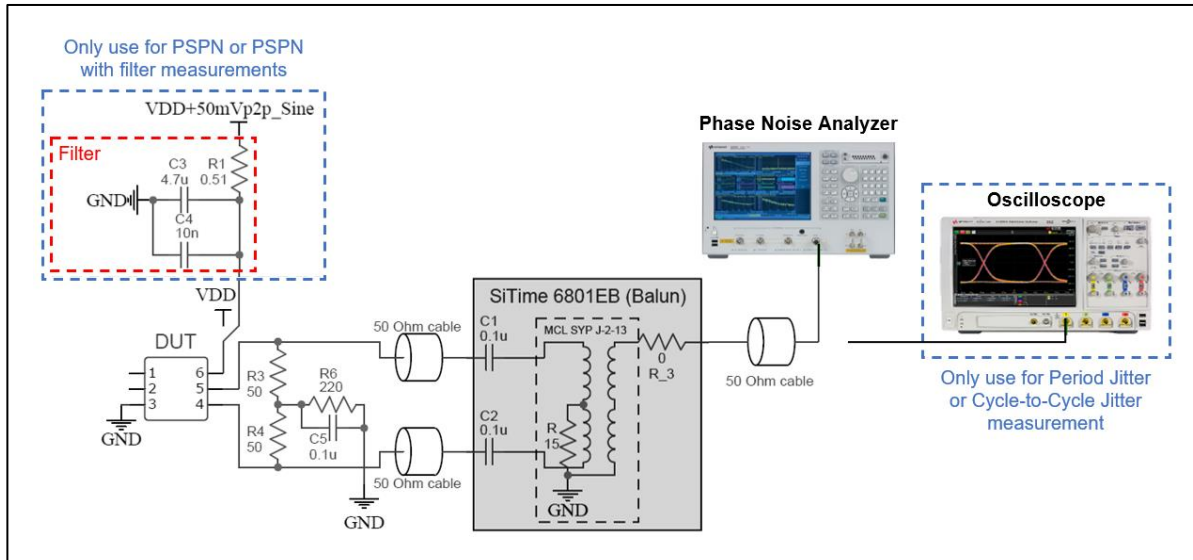 Only use for PSPN or PSPN
with filter measurements
VDD+50mVp2p_Sine
Filter
C3
4.7u
R1
0.51
GND
C4
10n
VDD
DUT
1
2
3
6
5
4
GND
R3
50
R4
50
R6
220
C5
0.1u
GND
50 Ohm cable
50 Ohm cable
SiTime 6801EB (Balun)
C1
0.1u
C2
0.1u
MCL SYP J-2-13
R
15
GND
0
R_3
50 Ohm cable
Phase Noise Analyzer
Oscilloscope
Only use for Period Jitter
or Cycle-to-Cycle Jitter
measurement